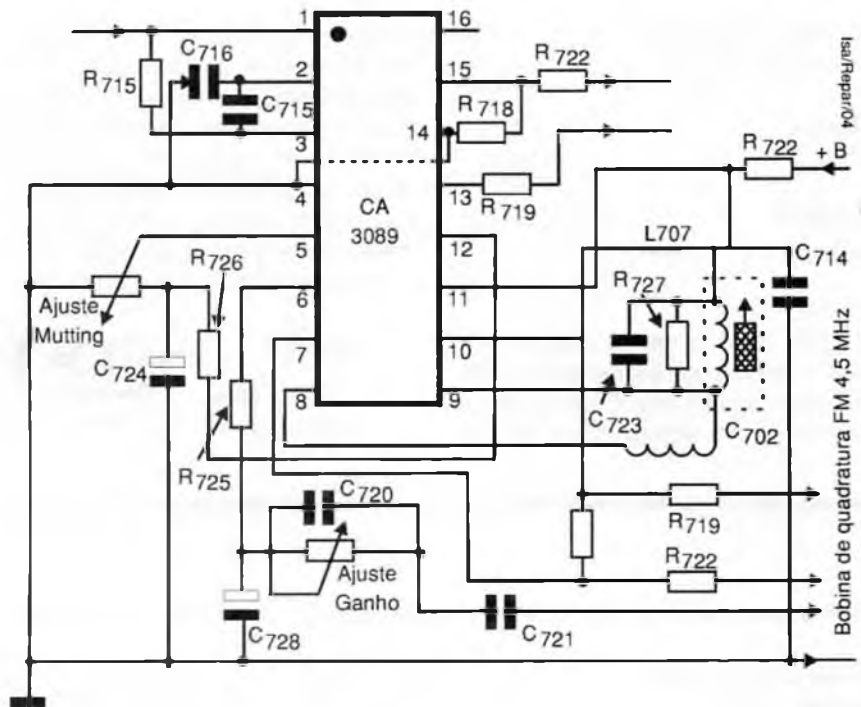 1
16
C716
2
15
R722
R715
C715
R718
14
3
R722
+ B
4
13
CA
3089
R719
5
12
L707
C714
R726
Ajuste
Mutting
6
11
R727
7
10
C724
8
9
C723
C702
R725
C720
R719
Ajuste
Ganho
R722
C728
C721
Isa/Repar/04
Bobina de quadratura FM 4,5 MHz